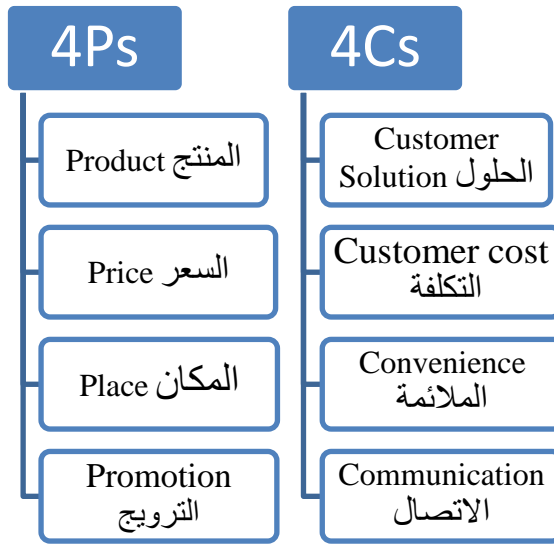 4Ps
Product المنتج
Price السعر
Place المكان
Promotion
الترويج
4Cs
Customer
Solution الحلول
Customer cost
التكلفة
Convenience
الملائمة
Communication
الاتصال